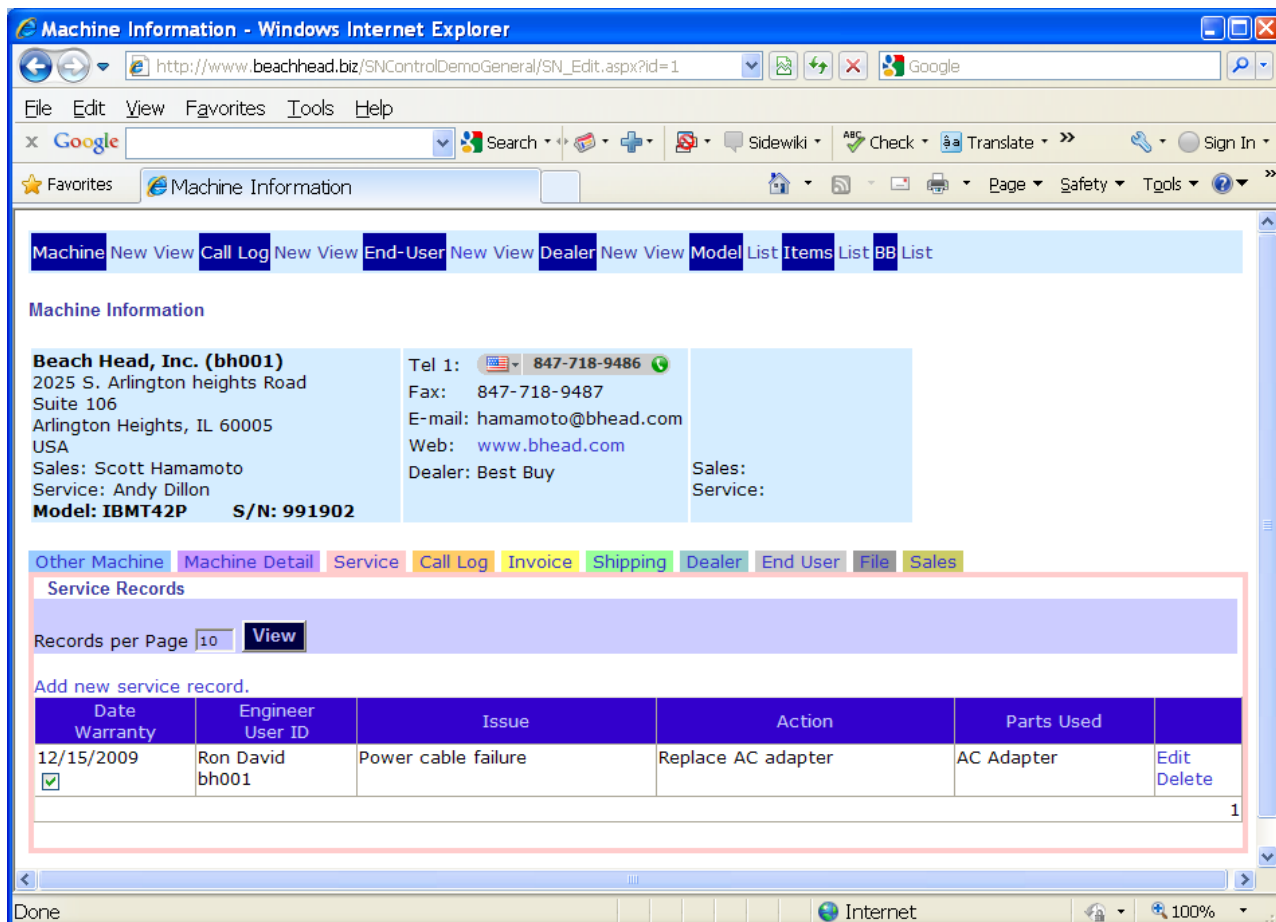 Machine Information - Windows Internet Explorer
http://www.beachhead.biz/SNControlDemoGeneral/SN_Edit.aspx?id=1 Google
File Edit View Favorites Tools Help
x Google Search Sidewiki ABC Check Translate » Sign In
Favorites Machine Information Page Safety Tools »
Machine New View Call Log New View End-User New View Dealer New View Model List Items List BB List
Machine Information
Beach Head, Inc. (bh001)
2025 S. Arlington heights Road
Suite 106
Arlington Heights, IL 60005
USA
Sales: Scott Hamamoto
Service: Andy Dillon
Model: IBMT42P S/N: 991902
Tel 1: 847-718-9486
Fax: 847-718-9487
E-mail: hamamoto@bhead.com
Web: www.bhead.com
Dealer: Best Buy
Sales:
Service:
Other Machine Machine Detail Service Call Log Invoice Shipping Dealer End User File Sales
Service Records
Records per Page 10 View
Add new service record.
Date Warranty Engineer User ID Issue Action Parts Used
12/15/2009 Ron David Power cable failure Replace AC adapter AC Adapter Edit
bh001 Delete
1
Done Internet 100%